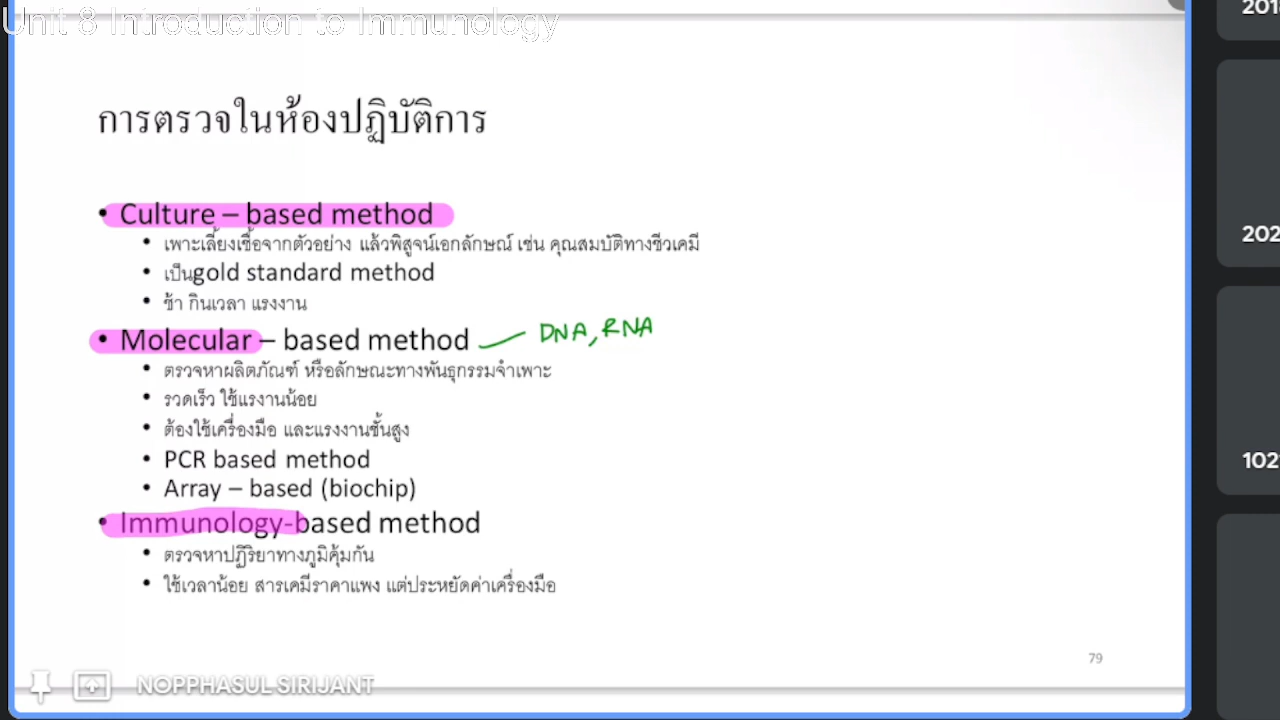 Unit 8 Introduction to Immunology
การตรวจในห้องปฏิบัติการ
• Culture – based method
• เพาะเลี้ยงเชื้อจากตัวอย่าง แล้วพิสูจน์เอกลักษณ์ เช่น คุณสมบัติทางชีวเคมี
• เป็นgold standard method
• ช้า กินเวลา แรงงาน
• Molecular – based method DNA, RNA
• ตรวจหาผลิตภัณฑ์ หรือลักษณะทางพันธุกรรมจำเพาะ
• รวดเร็ว ใช้แรงงานน้อย
• ต้องใช้เครื่องมือ และแรงงานชั้นสูง
• PCR based method
• Array – based (biochip)
• Immunology-based method
• ตรวจหาปฏิริยาทางภูมิคุ้มกัน
• ใช้เวลาน้อย สารเคมีราคาแพง แต่ประหยัดค่าเครื่องมือ
79
NOPPHASUL SIRIJANT
202
102